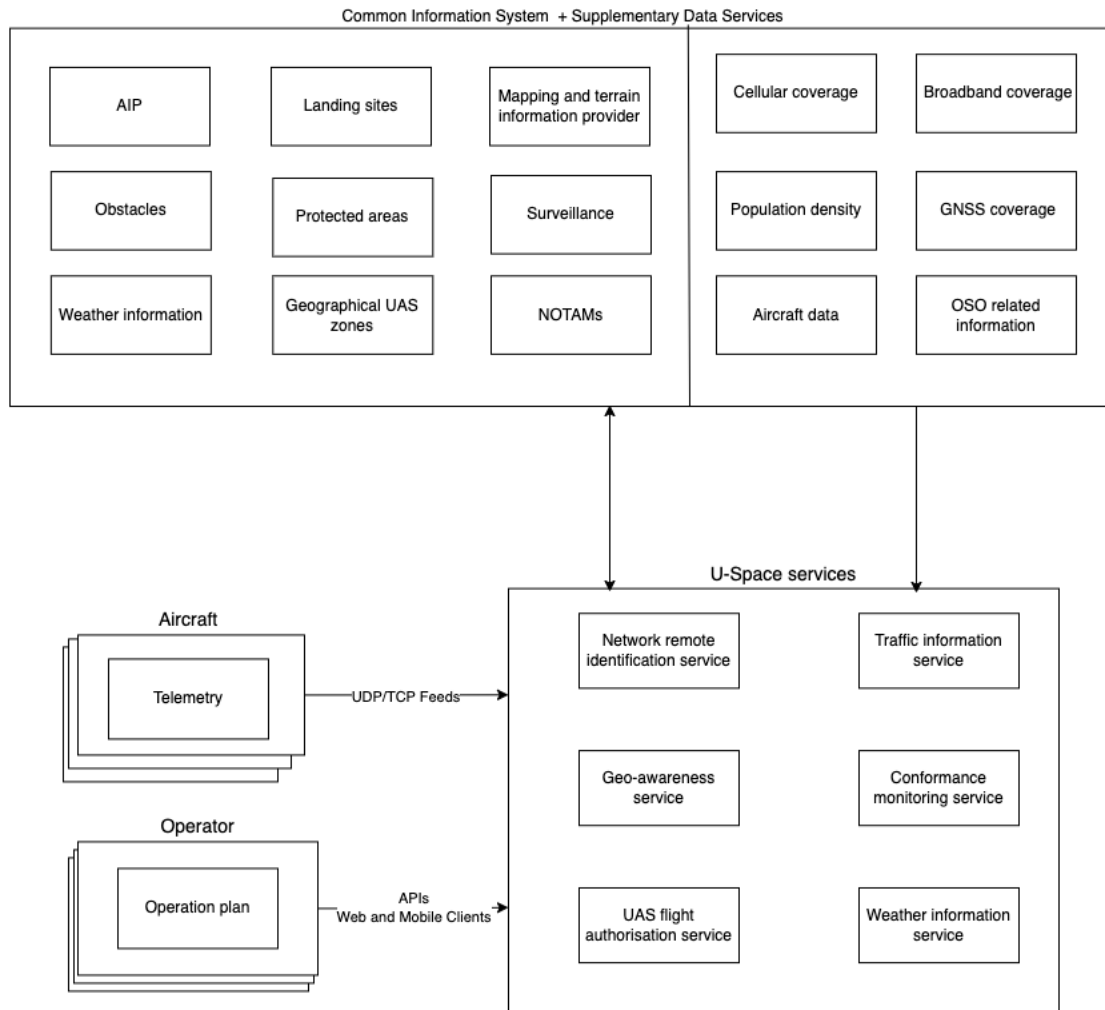 Common Information System + Supplementary Data Services
AIP
Landing sites
Mapping and terrain
information provider
Cellular coverage
Broadband coverage
Obstacles
Protected areas
Surveillance
Population density
GNSS coverage
Weather information
Geographical UAS
zones
NOTAMs
Aircraft data
OSO related
information
U-Space services
Aircraft
Telemetry
UDP/TCP Feeds
Network remote
identification service
Traffic information
service
Geo-awareness
service
Conformance
monitoring service
Operator
Operation plan
APIs
Web and Mobile Clients
UAS flight
authorisation service
Weather information
service